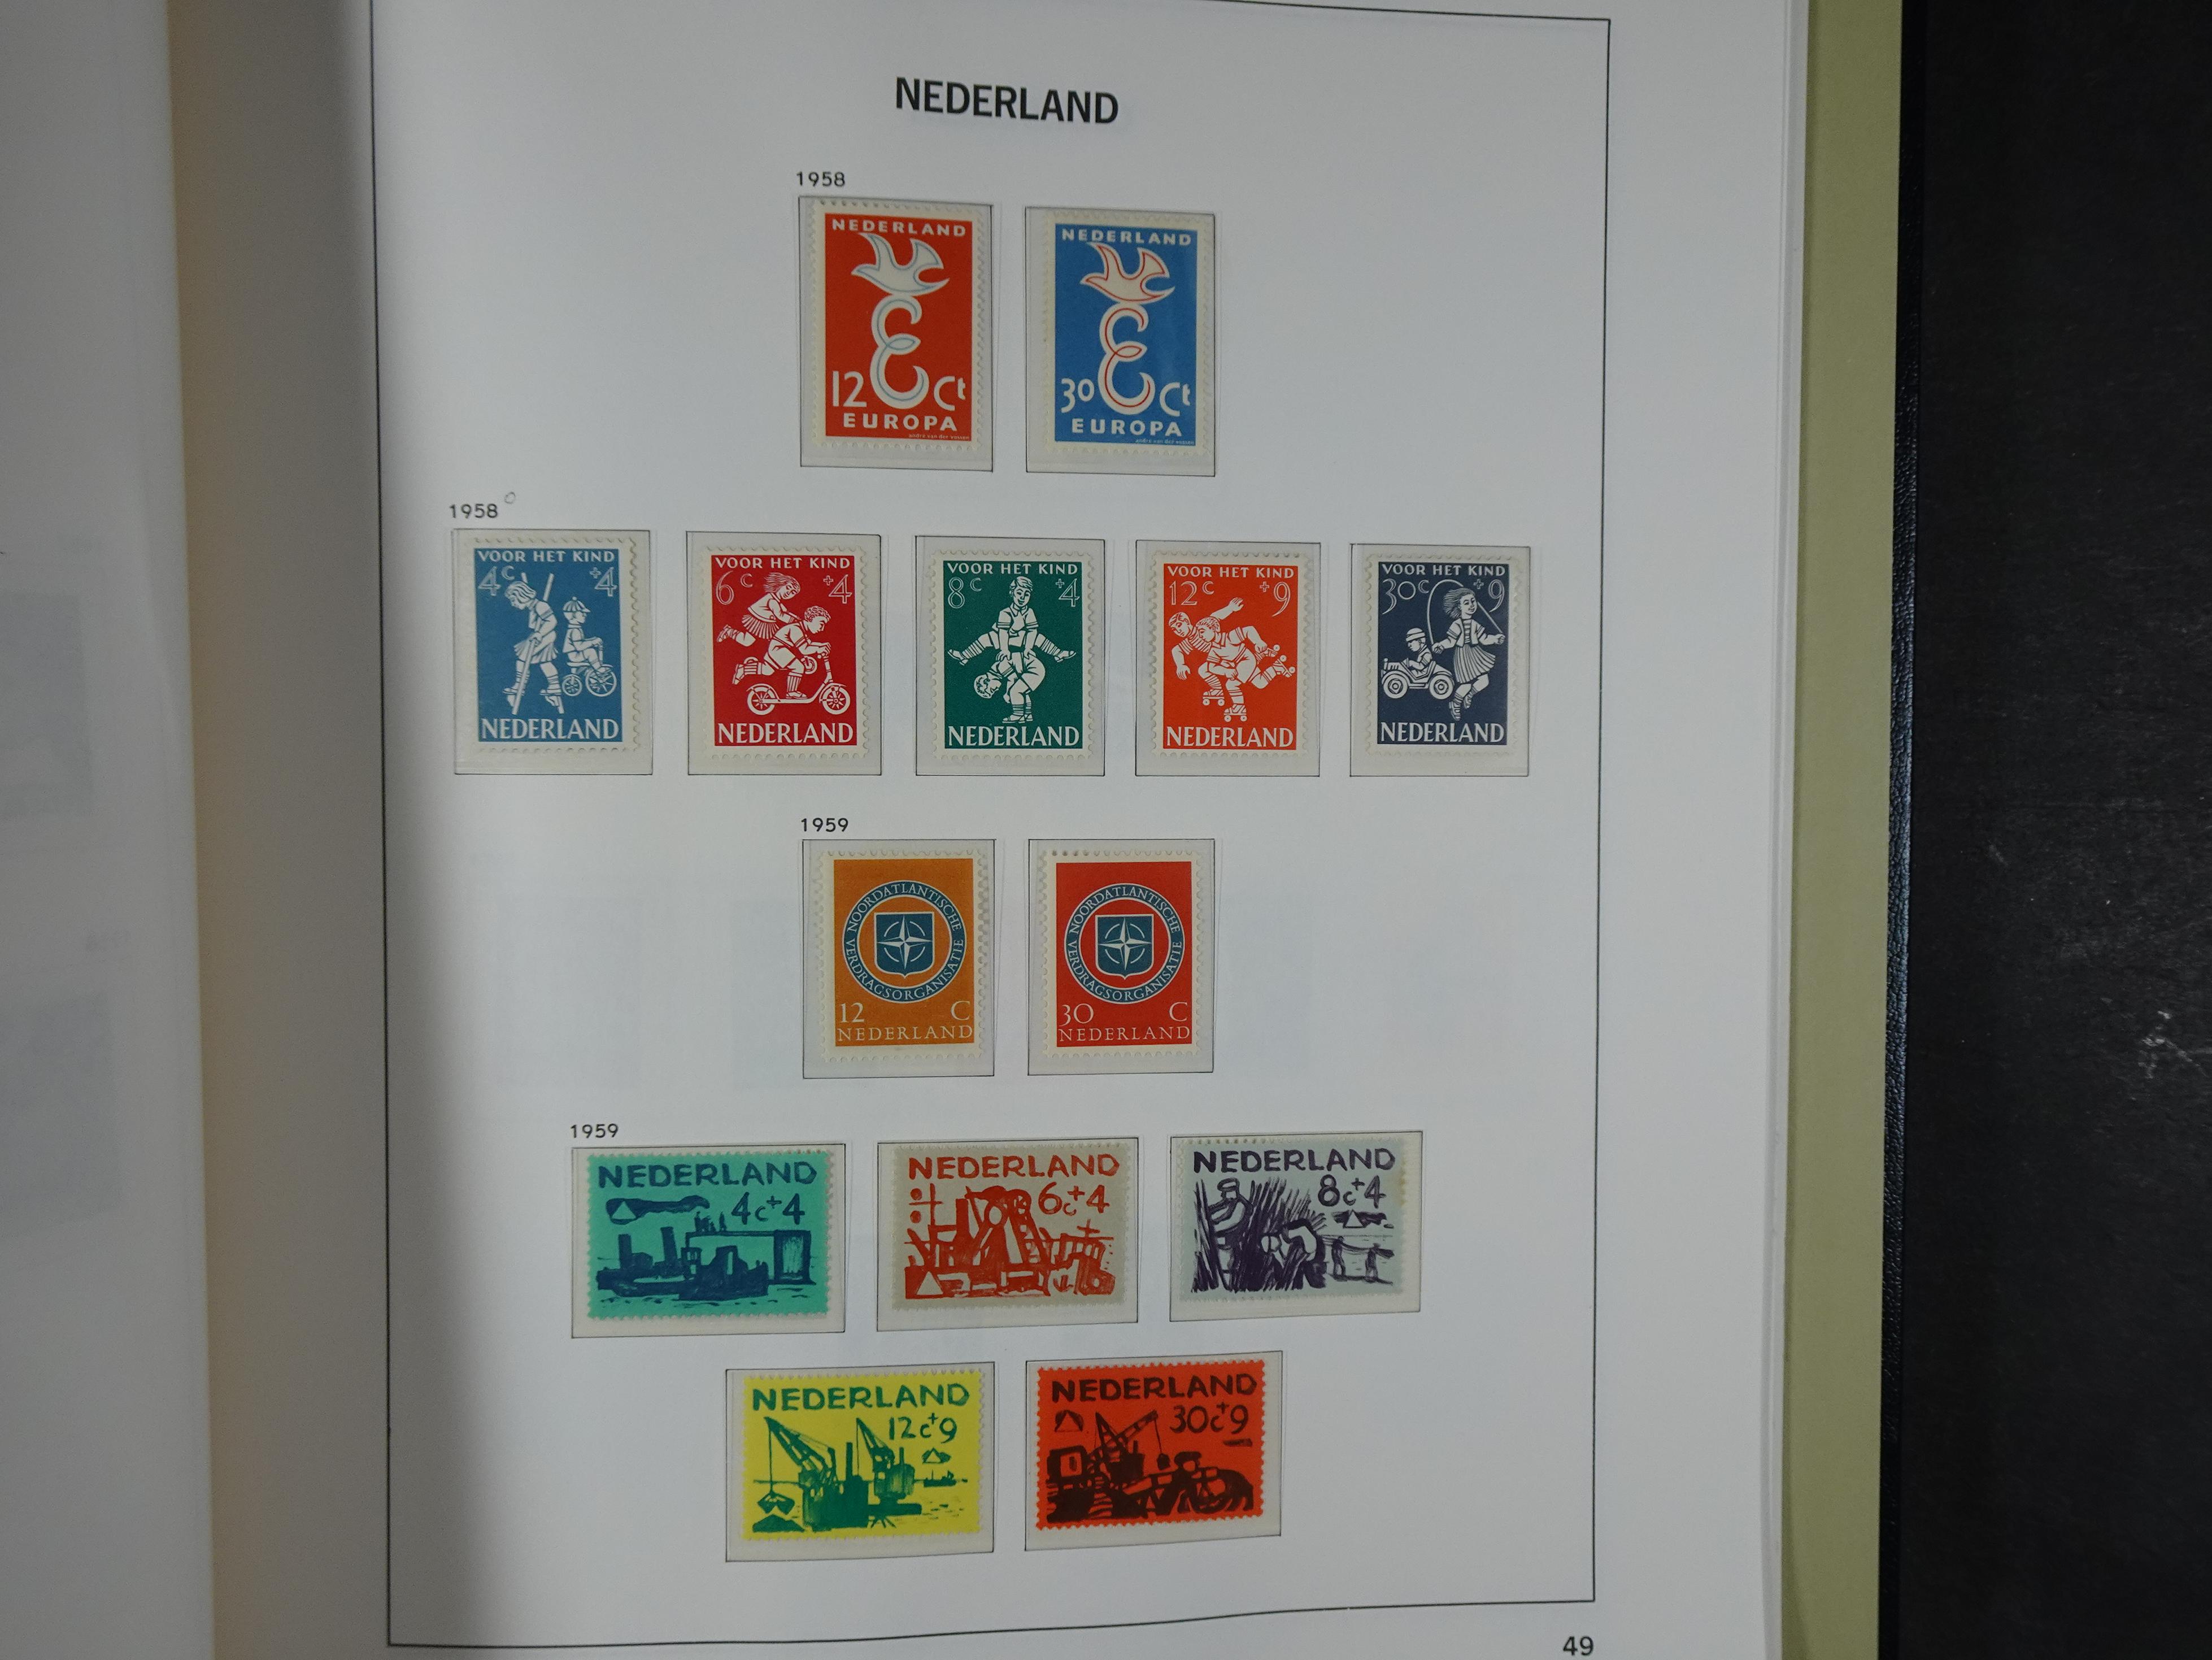 NEDERLAND
1958
NEDERLAND
12 Ct
EUROPA
NEDERLAND
30 Ct
EUROPA
1958
VOOR HET KIND
4c +4
NEDERLAND
VOOR HET KIND
6c +4
NEDERLAND
VOOR HET KIND
8c +4
NEDERLAND
VOOR HET KIND
12c +9
NEDERLAND
VOOR HET KIND
30c +9
NEDERLAND
1959
NOORDATLANTISCHE
VERDRAGSORGANISATIE
12 C
NEDERLAND
NOORDATLANTISCHE
VERDRAGSORGANISATIE
30 C
NEDERLAND
1959
NEDERLAND
4c+4
NEDERLAND
6c+4
NEDERLAND
8c+4
NEDERLAND
12c+9
NEDERLAND
30c+9
49